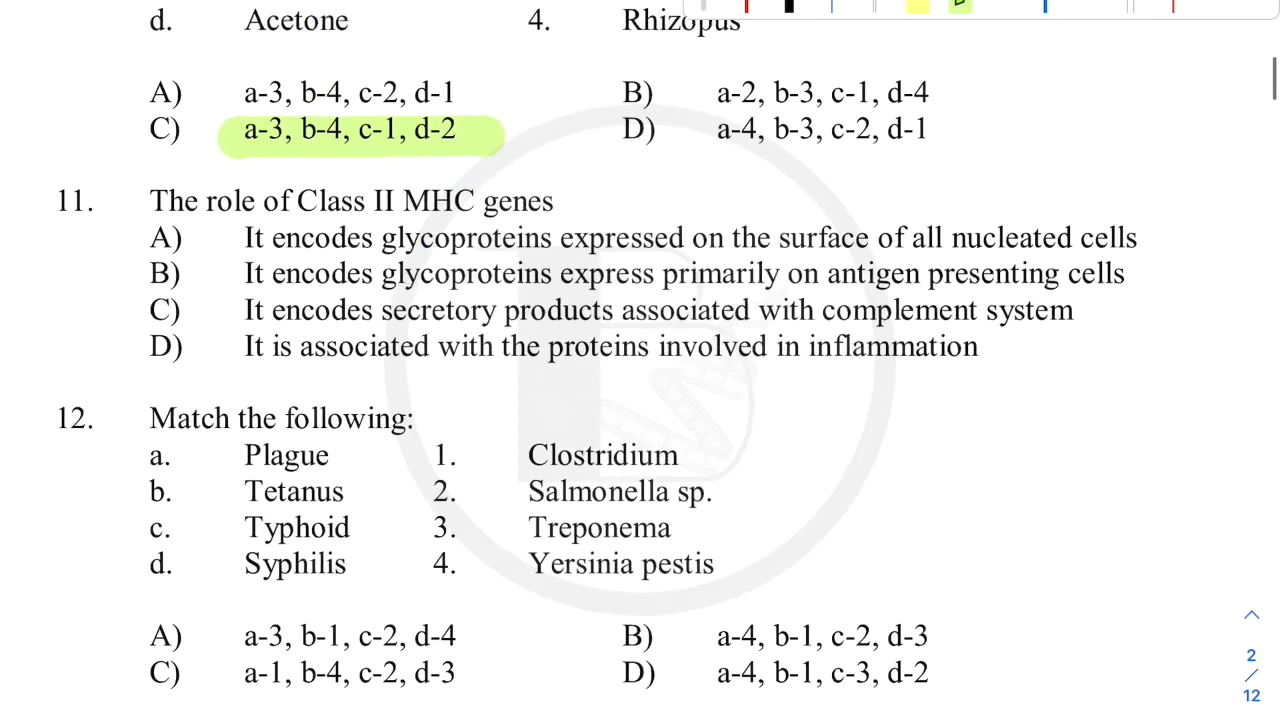 d. Acetone 4. Rhizopus
A) a-3, b-4, c-2, d-1 B) a-2, b-3, c-1, d-4
C) a-3, b-4, c-1, d-2 D) a-4, b-3, c-2, d-1
11. The role of Class II MHC genes
A) It encodes glycoproteins expressed on the surface of all nucleated cells
B) It encodes glycoproteins express primarily on antigen presenting cells
C) It encodes secretory products associated with complement system
D) It is associated with the proteins involved in inflammation
12. Match the following:
a. Plague 1. Clostridium
b. Tetanus 2. Salmonella sp.
c. Typhoid 3. Treponema
d. Syphilis 4. Yersinia pestis
A) a-3, b-1, c-2, d-4 B) a-4, b-1, c-2, d-3
C) a-1, b-4, c-2, d-3 D) a-4, b-1, c-3, d-2
2
/
12